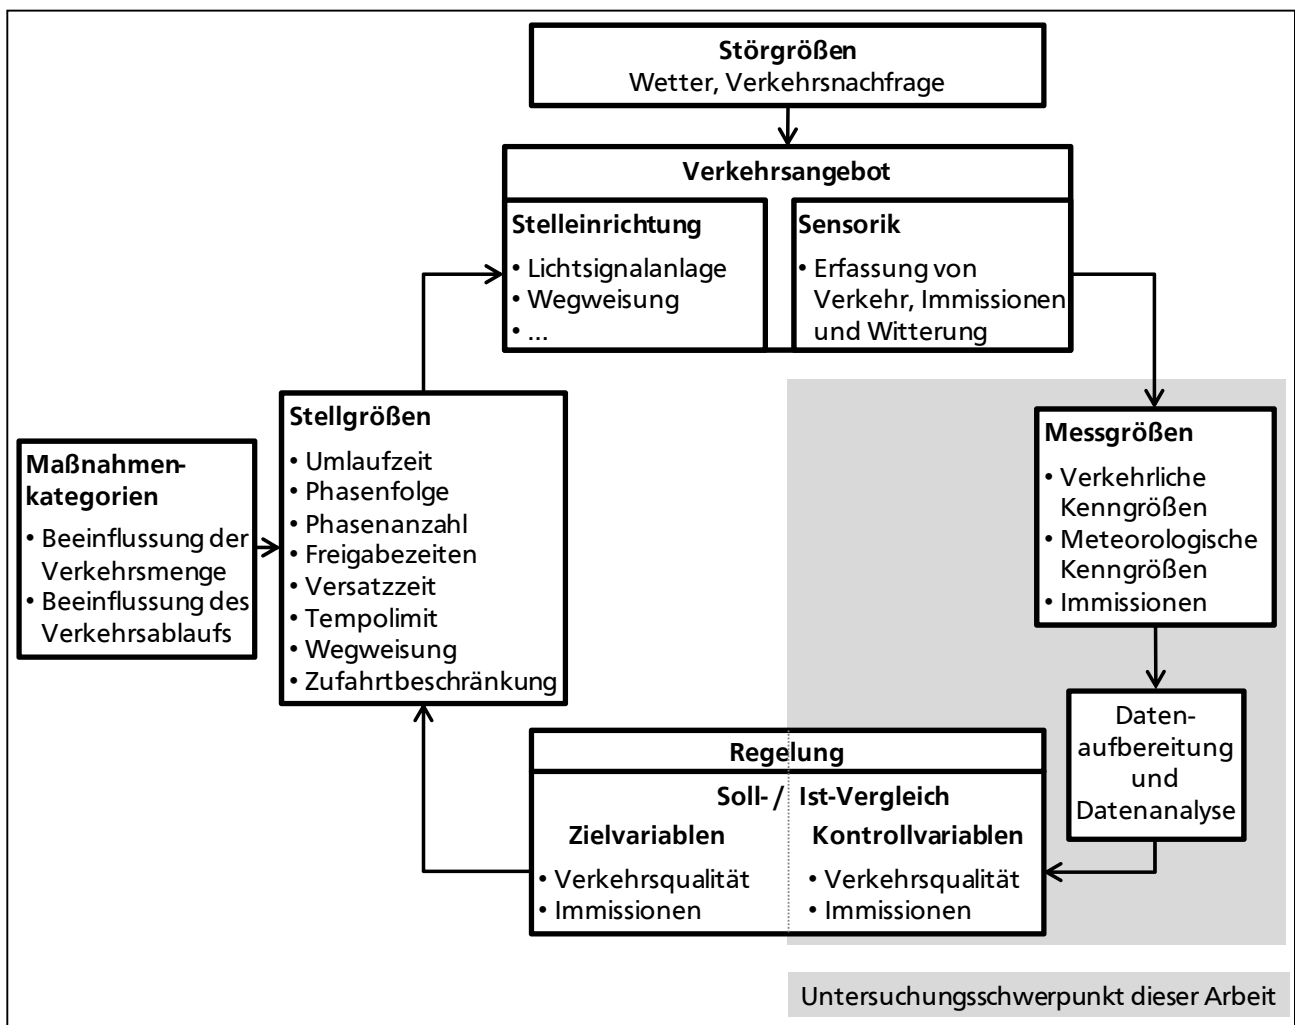 Störgrößen
Wetter, Verkehrsnachfrage
Verkehrsangebot
Stelleinrichtung
• Lichtsignalanlage
• Wegweisung
• ...
Sensorik
• Erfassung von
Verkehr, Immissionen
und Witterung
Maßnahmen-
kategorien
• Beeinflussung der
Verkehrsmenge
• Beeinflussung des
Verkehrsablaufs
Stellgrößen
• Umlaufzeit
• Phasenfolge
• Phasenanzahl
• Freigabezeiten
• Versatzzeit
• Tempolimit
• Wegweisung
• Zufahrtbeschränkung
Messgrößen
• Verkehrliche
Kenngrößen
• Meteorologische
Kenngrößen
• Immissionen
Daten-
aufbereitung
und
Datenanalyse
Regelung
Soll- / Ist-Vergleich
Zielvariablen
• Verkehrsqualität
• Immissionen
Kontrollvariablen
• Verkehrsqualität
• Immissionen
Untersuchungsschwerpunkt dieser Arbeit